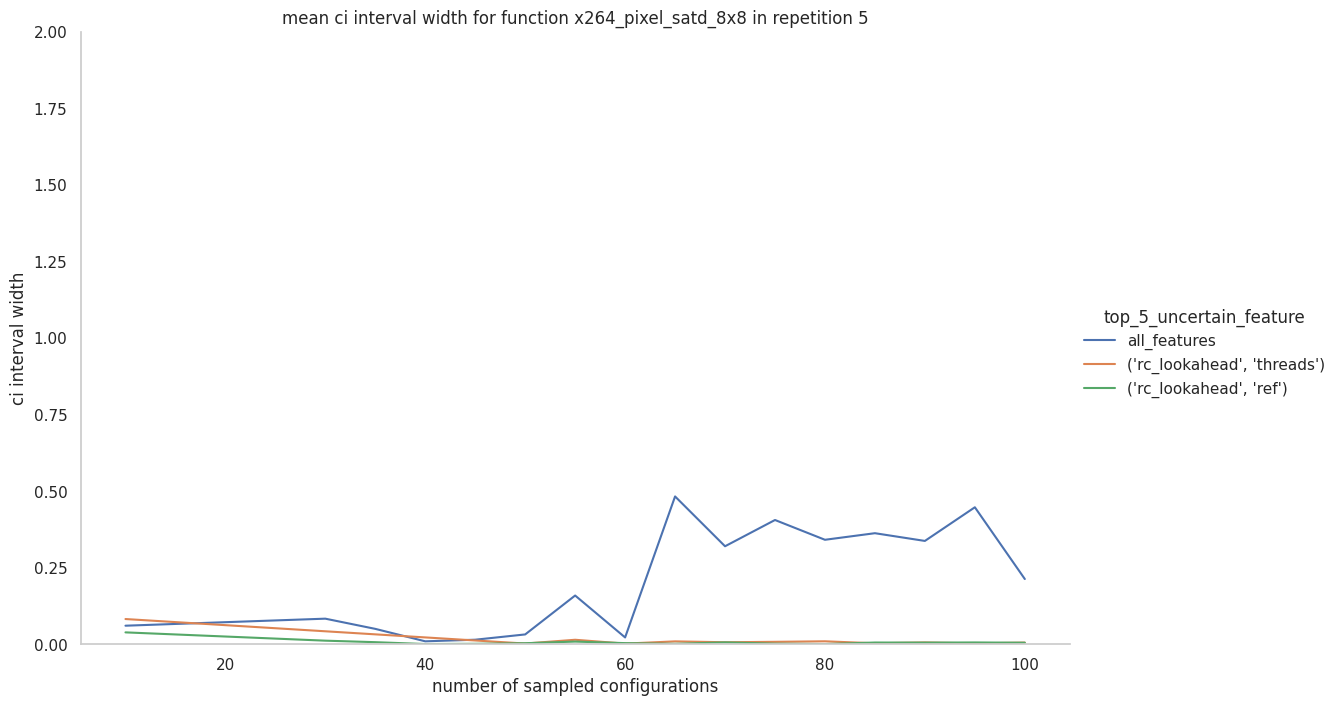 mean ci interval width for function x264_pixel_satd_8x8 in repetition 5
2.00
1.75
1.50
1.25
1.00
0.75
0.50
0.25
0.00
ci interval width
20
40
60
80
100
number of sampled configurations
top_5_uncertain_feature
all_features
('rc_lookahead', 'threads')
('rc_lookahead', 'ref')